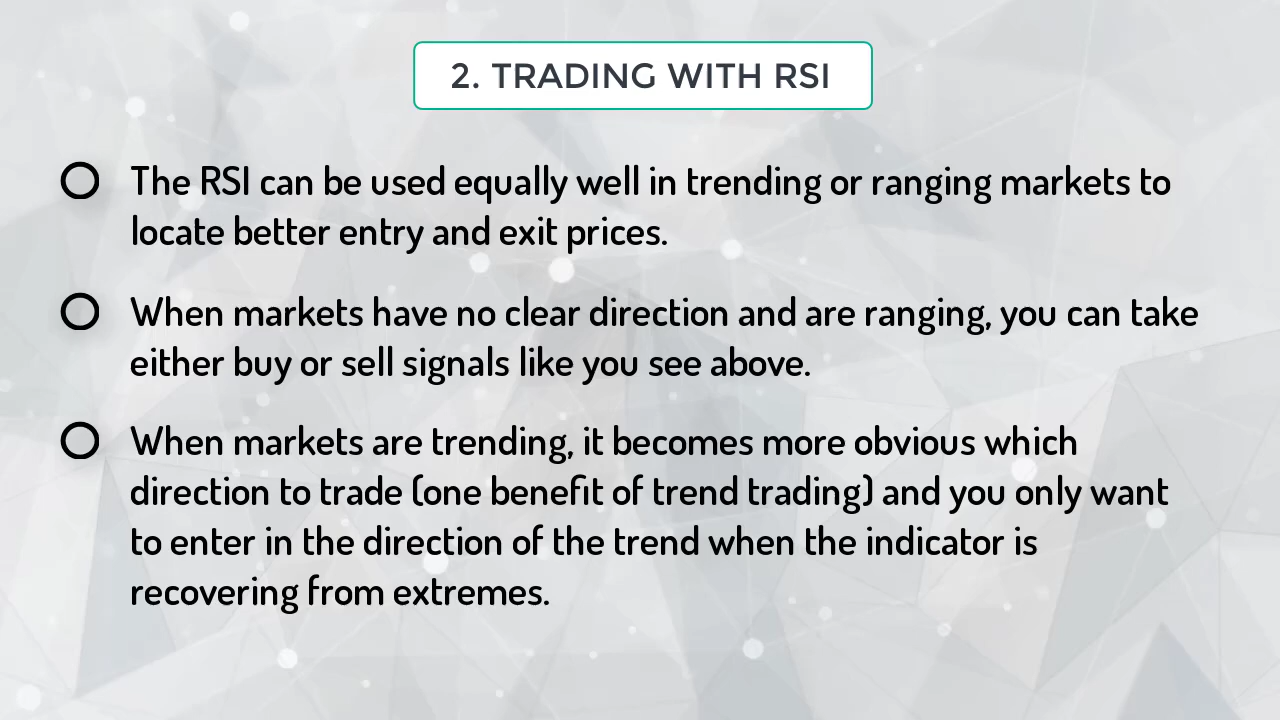 2. TRADING WITH RSI
The RSI can be used equally well in trending or ranging markets to
locate better entry and exit prices.
When markets have no clear direction and are ranging, you can take
either buy or sell signals like you see above.
When markets are trending, it becomes more obvious which
direction to trade (one benefit of trend trading) and you only want
to enter in the direction of the trend when the indicator is
recovering from extremes.